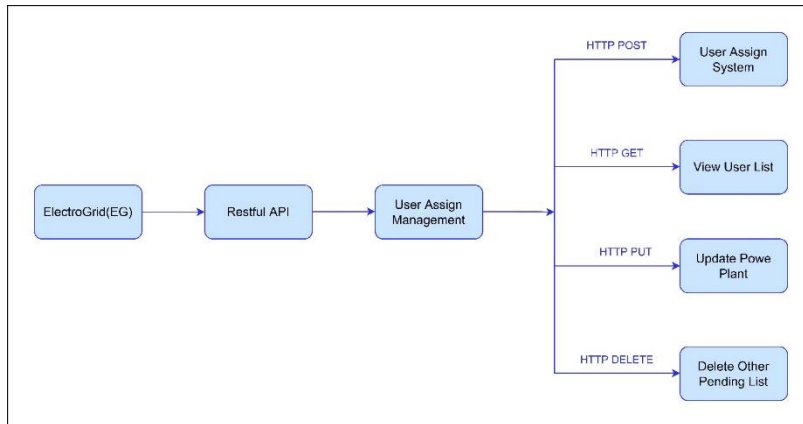 HTTP POST
User Assign
System
HTTP GET
View User List
ElectroGrid(EG)
Restful API
User Assign
Management
HTTP PUT
Update Powe
Plant
HTTP DELETE
Delete Other
Pending List